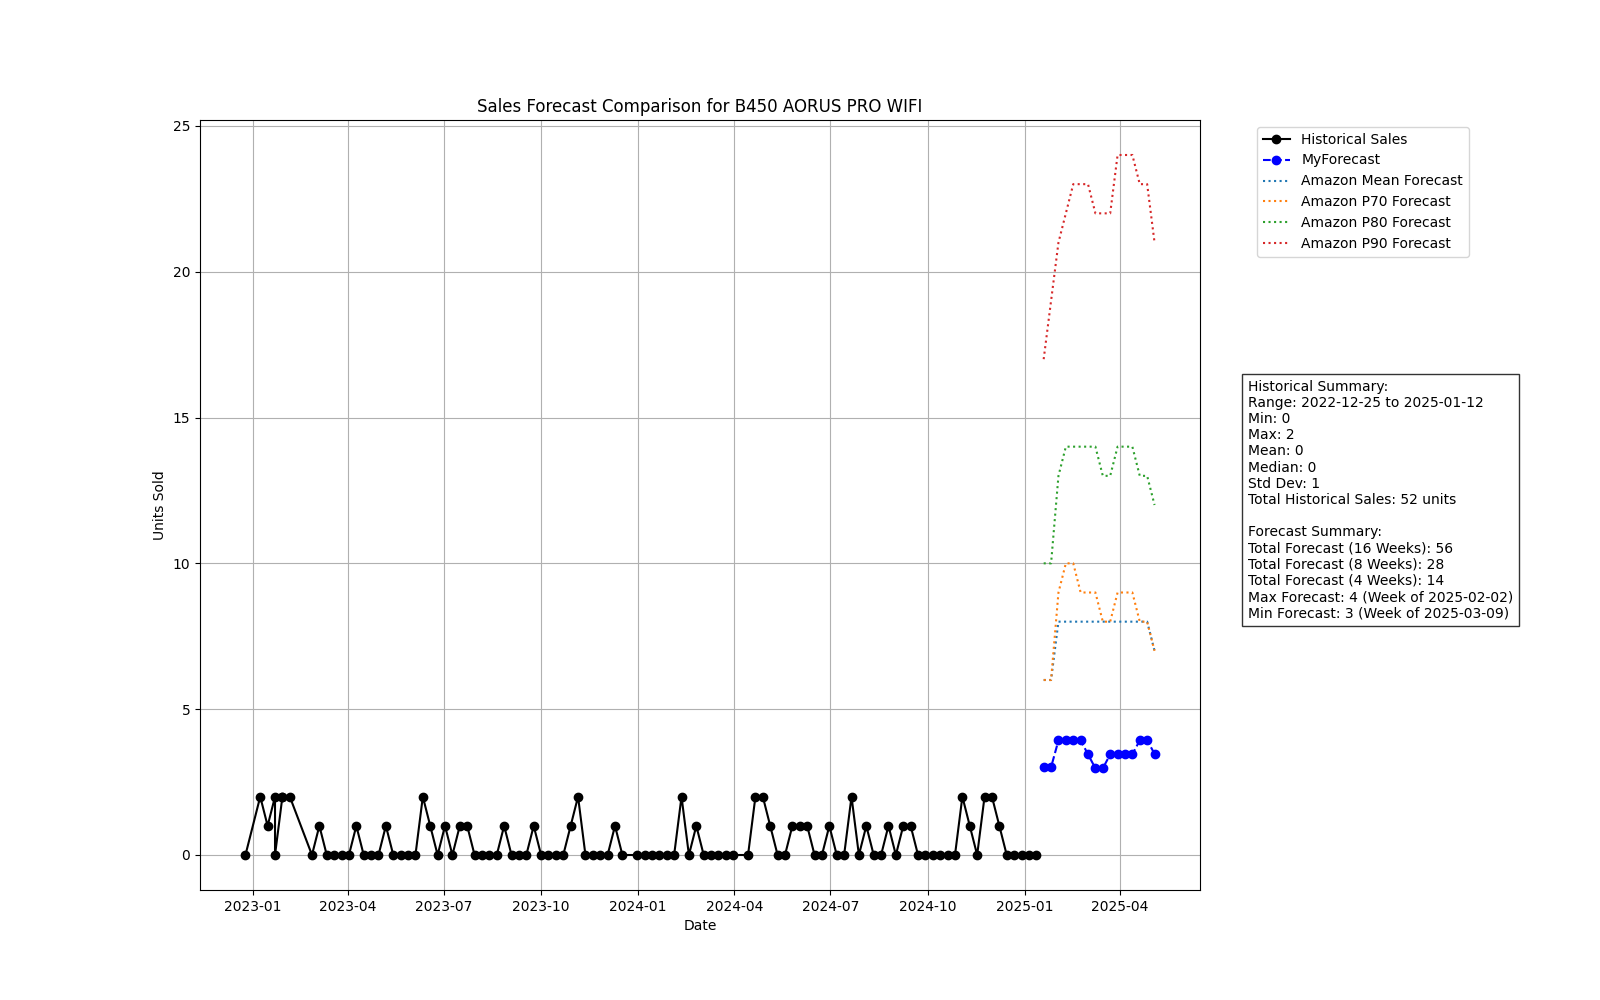 Sales Forecast Comparison for B450 AORUS PRO WIFI
25
20
15
10
5
0
Units Sold
2023-01
2023-04
2023-07
2023-10
2024-01
2024-04
2024-07
2024-10
2025-01
2025-04
Date
Historical Sales
MyForecast
Amazon Mean Forecast
Amazon P70 Forecast
Amazon P80 Forecast
Amazon P90 Forecast
Historical Summary:
Range: 2022-12-25 to 2025-01-12
Min: 0
Max: 2
Mean: 0
Median: 0
Std Dev: 1
Total Historical Sales: 52 units
Forecast Summary:
Total Forecast (16 Weeks): 56
Total Forecast (8 Weeks): 28
Total Forecast (4 Weeks): 14
Max Forecast: 4 (Week of 2025-02-02)
Min Forecast: 3 (Week of 2025-03-09)